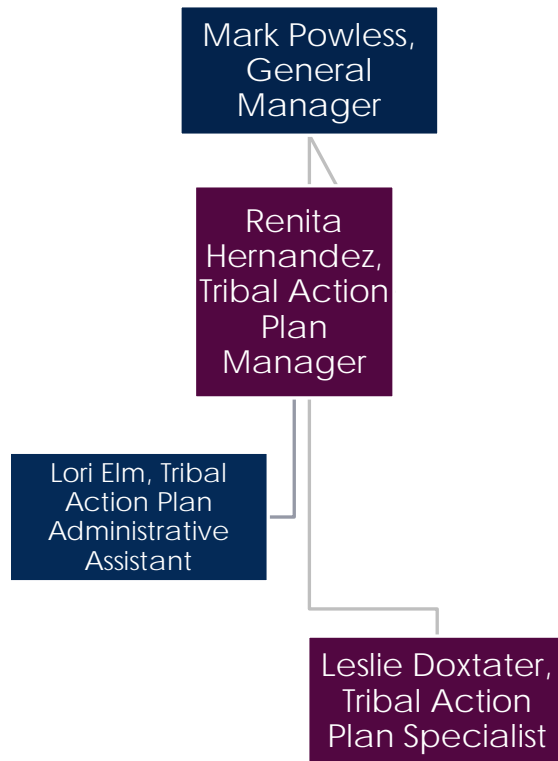 Mark Powless,
General
Manager
Renita
Hernandez,
Tribal Action
Plan
Manager
Lori Elm, Tribal
Action Plan
Administrative
Assistant
Leslie Doxtater,
Tribal Action
Plan Specialist